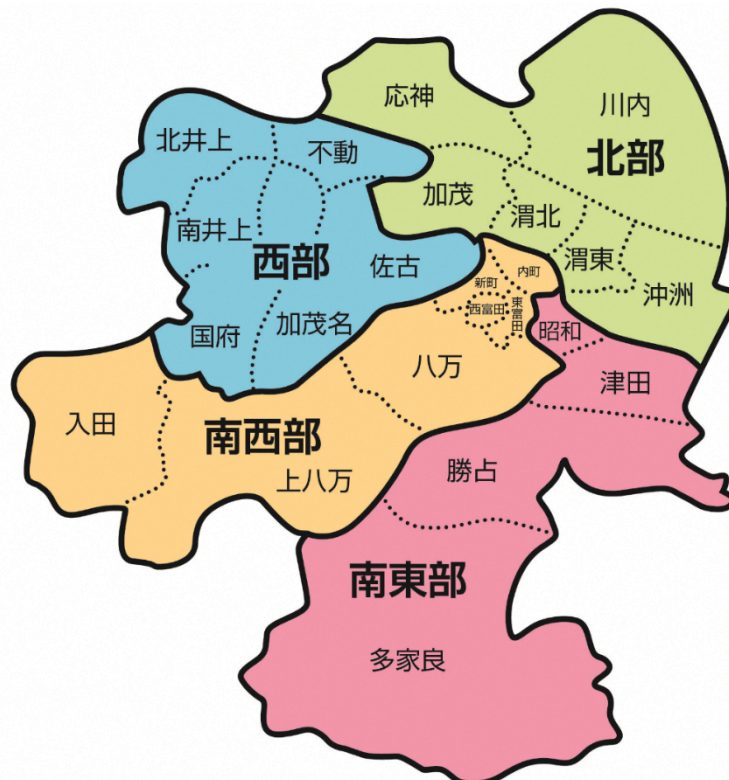 応神
川内
北部
加茂
渭北
渭東
沖洲
北井上
不動
南井上
西部
佐古
国府
加茂名
内町
新町
西富田
東富田
八万
入田
南西部
上八万
昭和
津田
勝占
南東部
多家良